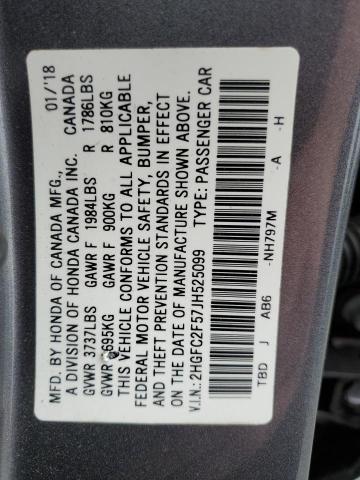 MFD. BY HONDA OF CANADA MFG., 01/'18
A DIVISION OF HONDA CANADA INC. CANADA
GVWR 3737LBS GAWR F 1984LBS R 1786LBS
GVWR 695KG GAWR F 900KG R 810KG
THIS VEHICLE CONFORMS TO ALL APPLICABLE
FEDERAL MOTOR VEHICLE SAFETY, BUMPER,
AND THEFT PREVENTION STANDARDS IN EFFECT
ON THE DATE OF MANUFACTURE SHOWN ABOVE.
V.I.N.: 2HGFC2F57JH525099 TYPE: PASSENGER CAR
TBD J AB6 -NH797M -A -H